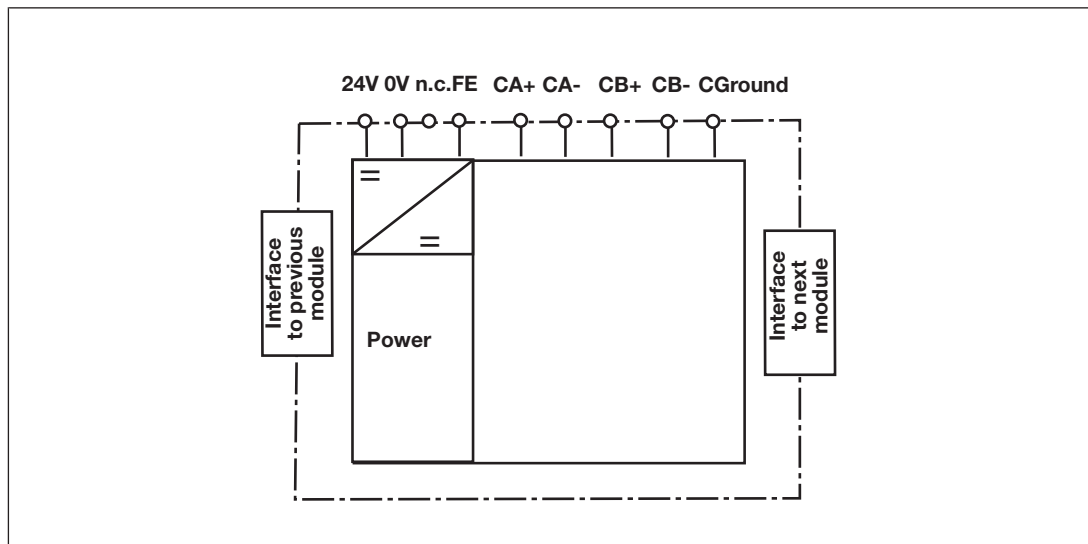 24V 0V n.c.FE CA+ CA- CB+ CB- CGround
Interface
to previous
module
Power
Interface
to next
module